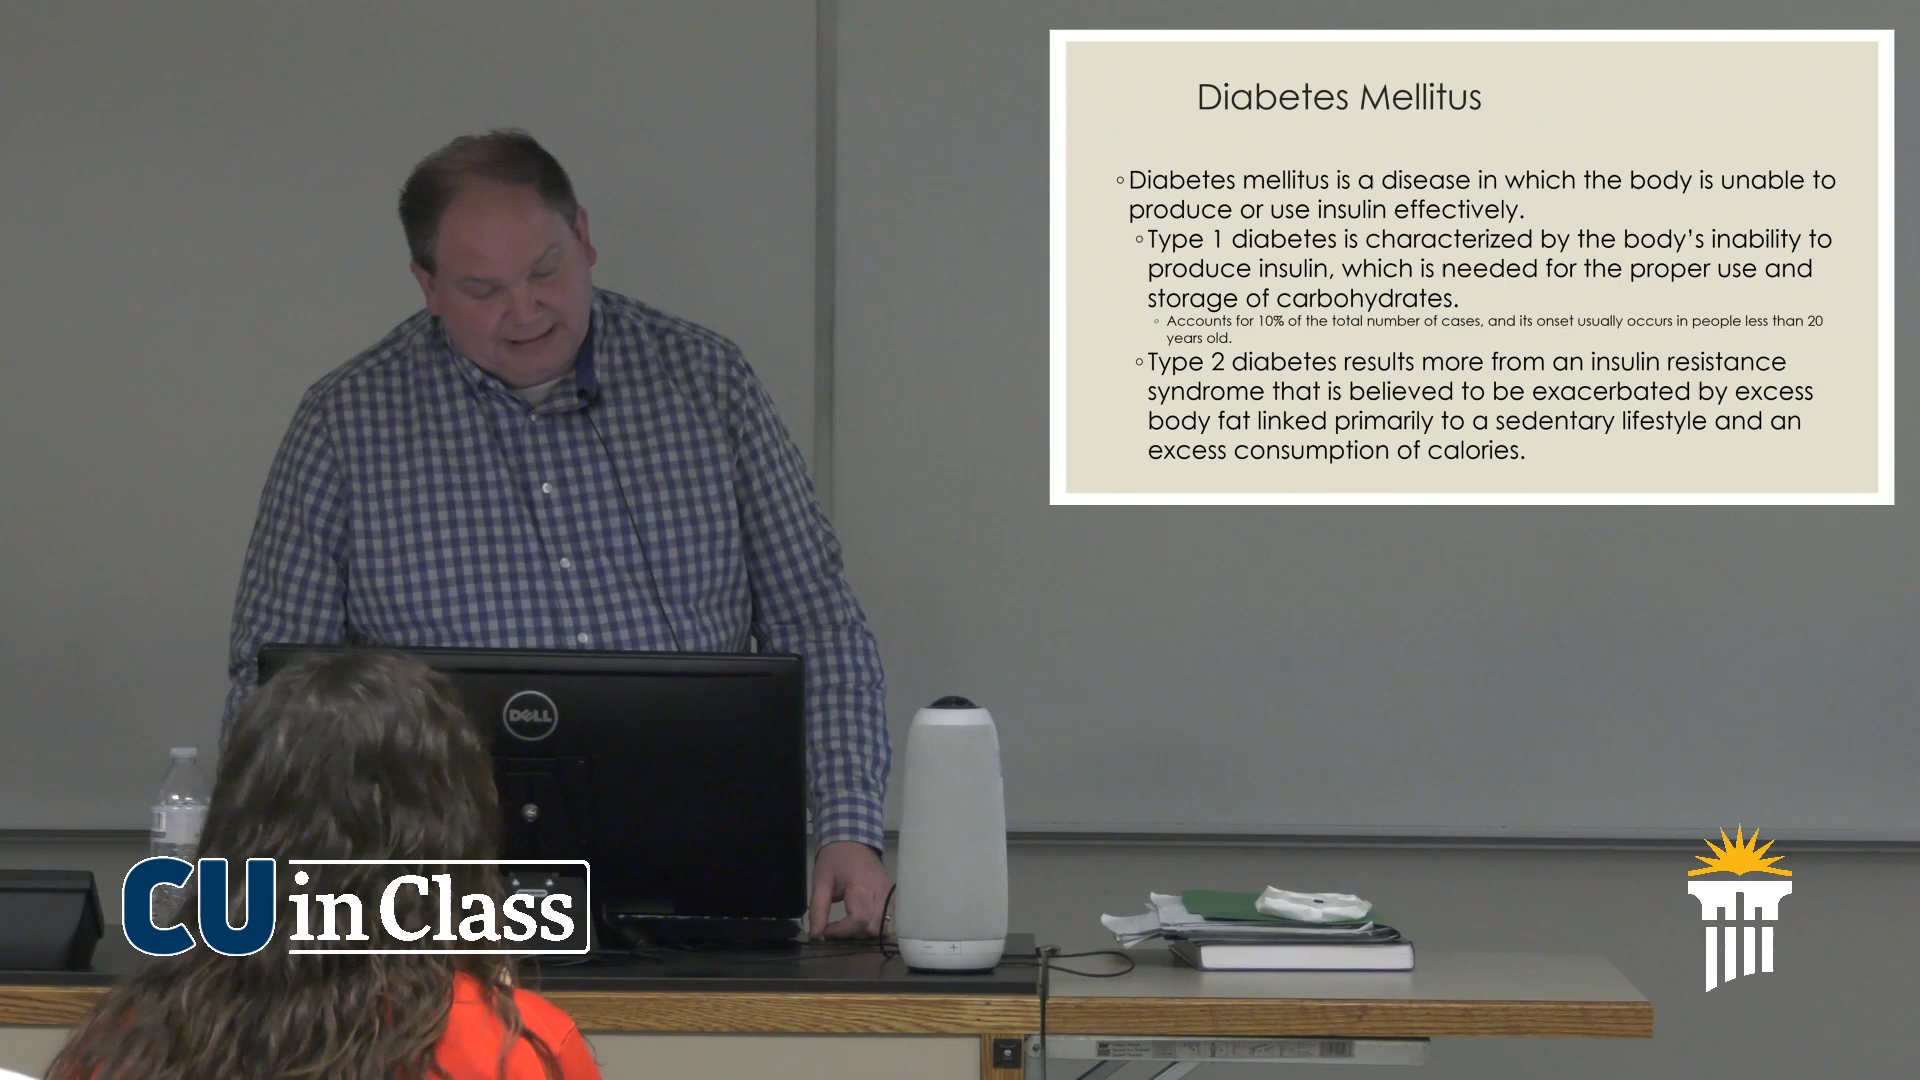 Diabetes Mellitus
◦Diabetes mellitus is a disease in which the body is unable to
produce or use insulin effectively.
◦Type 1 diabetes is characterized by the body’s inability to
produce insulin, which is needed for the proper use and
storage of carbohydrates.
◦ Accounts for 10% of the total number of cases, and its onset usually occurs in people less than 20
years old.
◦Type 2 diabetes results more from an insulin resistance
syndrome that is believed to be exacerbated by excess
body fat linked primarily to a sedentary lifestyle and an
excess consumption of calories.
DELL
CU in Class